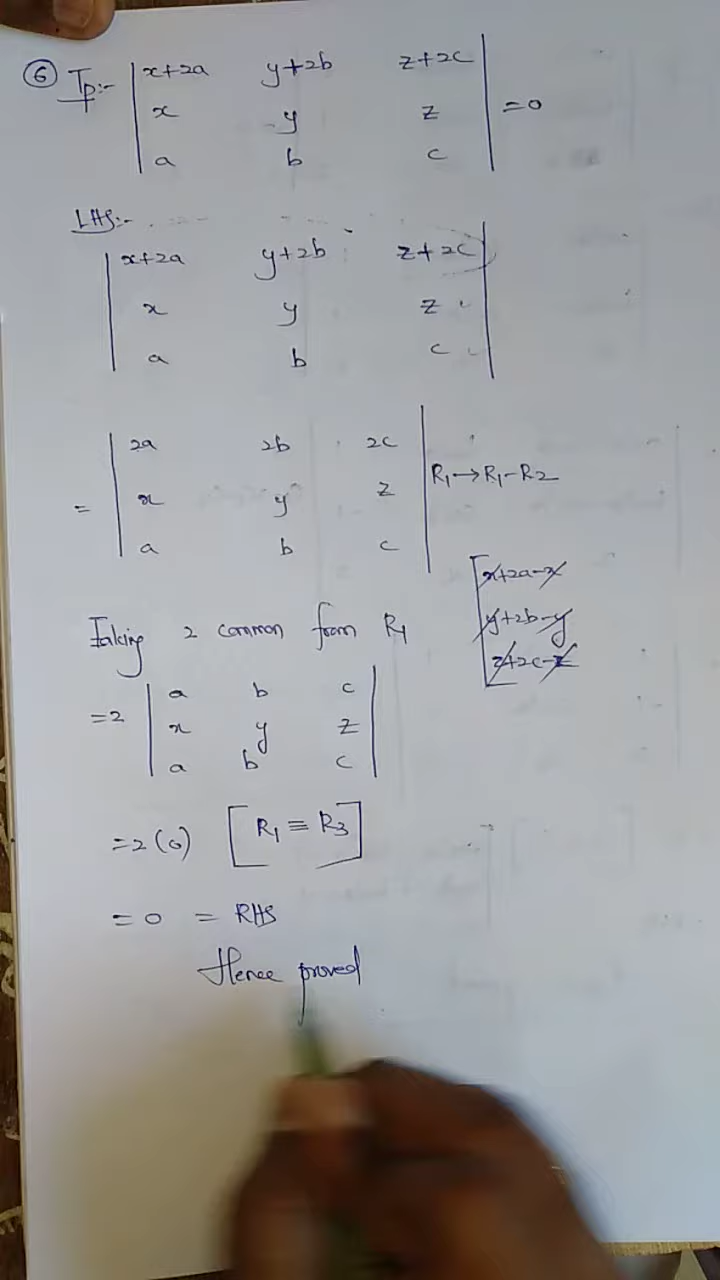 ⑥ Tp:- | x+2a y+2b z+2c |
| x y z | =0
| a b c |
LHS:-
| x+2a y+2b z+2c |
| x y z |
| a b c |
| 2a 2b 2c |
= | x y z | R₁→R₁-R₂
| a b c |
[ x+2a-x
y+2b-y
z+2c-z
Taking 2 common from R₁
| a b c |
=2 | x y z |
| a b c |
=2(0) [R₁ ≡ R₃]
=0 = RHS
Hence proved